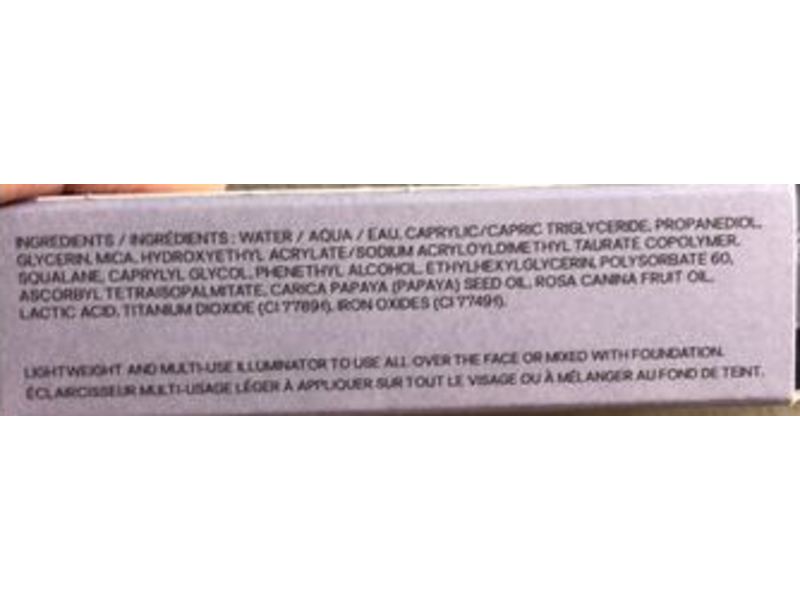 INGREDIENTS / INGRÉDIENTS : WATER / AQUA / EAU, CAPRYLIC/CAPRIC TRIGLYCERIDE, PROPANEDIOL,
GLYCERIN, MICA, HYDROXYETHYL ACRYLATE/SODIUM ACRYLOYLDIMETHYL TAURATE COPOLYMER,
SQUALANE, CAPRYLYL GLYCOL, PHENETHYL ALCOHOL, ETHYLHEXYLGLYCERIN, POLYSORBATE 60,
ASCORBYL TETRAISOPALMITATE, CARICA PAPAYA (PAPAYA) SEED OIL, ROSA CANINA FRUIT OIL,
LACTIC ACID, TITANIUM DIOXIDE (CI 77891), IRON OXIDES (CI 77491).
LIGHTWEIGHT AND MULTI-USE ILLUMINATOR TO USE ALL OVER THE FACE OR MIXED WITH FOUNDATION.
ÉCLAIRCISSEUR MULTI-USAGE LÉGER À APPLIQUER SUR TOUT LE VISAGE OU À MÉLANGER AU FOND DE TEINT.